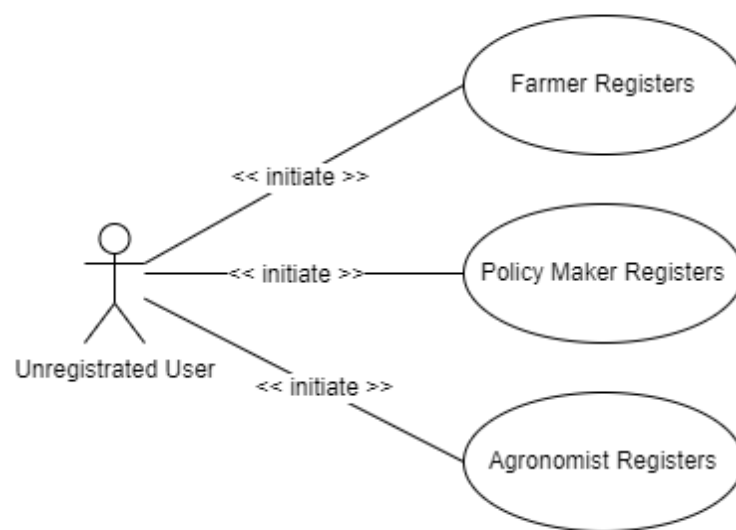 Farmer Registers
<< initiate >>
<< initiate >>
Policy Maker Registers
Unregistrated User
<< initiate >>
Agronomist Registers